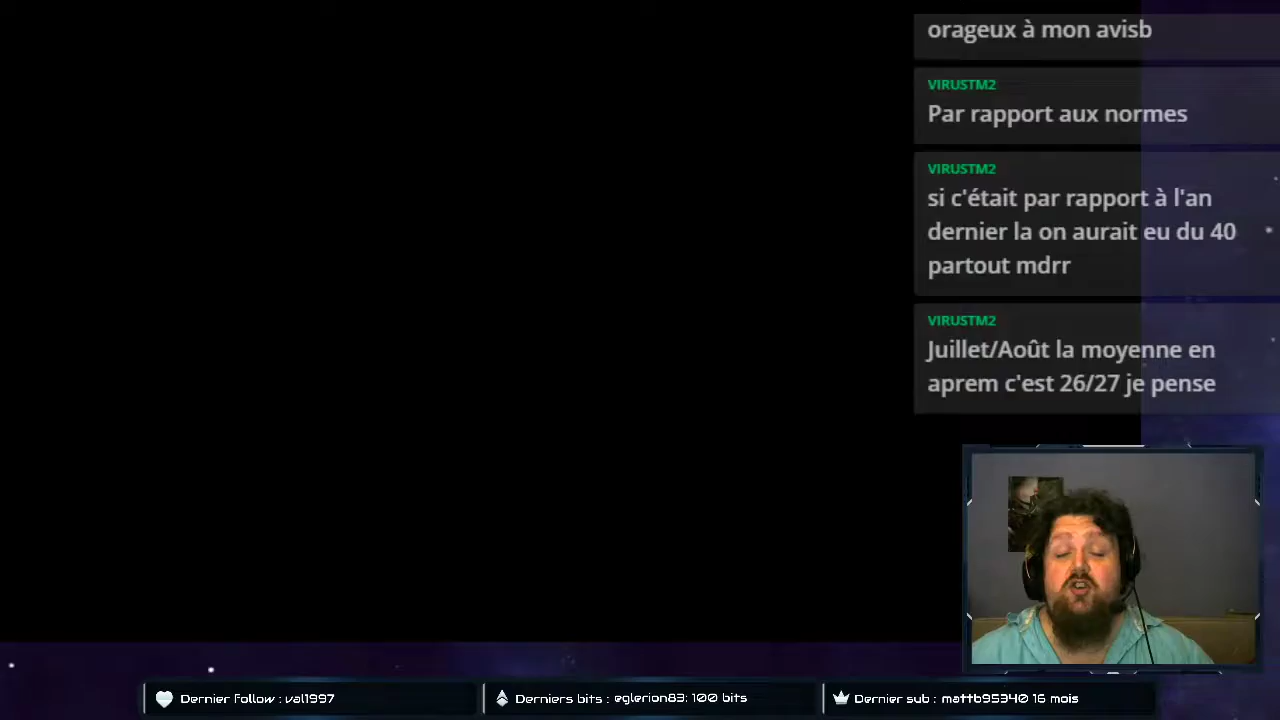 orageux à mon avisb
VIRUSTM2
Par rapport aux normes
VIRUSTM2
si c'était par rapport à l'an
dernier la on aurait eu du 40
partout mdrr
VIRUSTM2
Juillet/Août la moyenne en
aprem c'est 26/27 je pense
Dernier Follow : val1997
Derniers bits : eglerion83: 100 bits
Dernier sub : mattb95340 16 mois